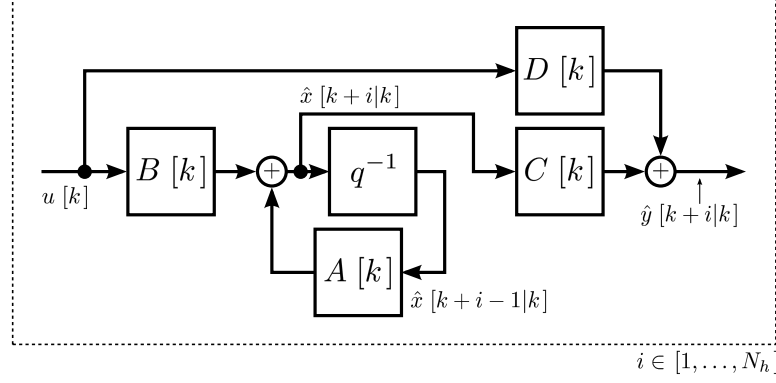 D [k]
x̂ [k + i|k]
B [k]
+
q⁻¹
C [k]
+
u [k]
ŷ [k + i|k]
A [k]
x̂ [k + i − 1|k]
i ∈ [1, . . . , N_h]